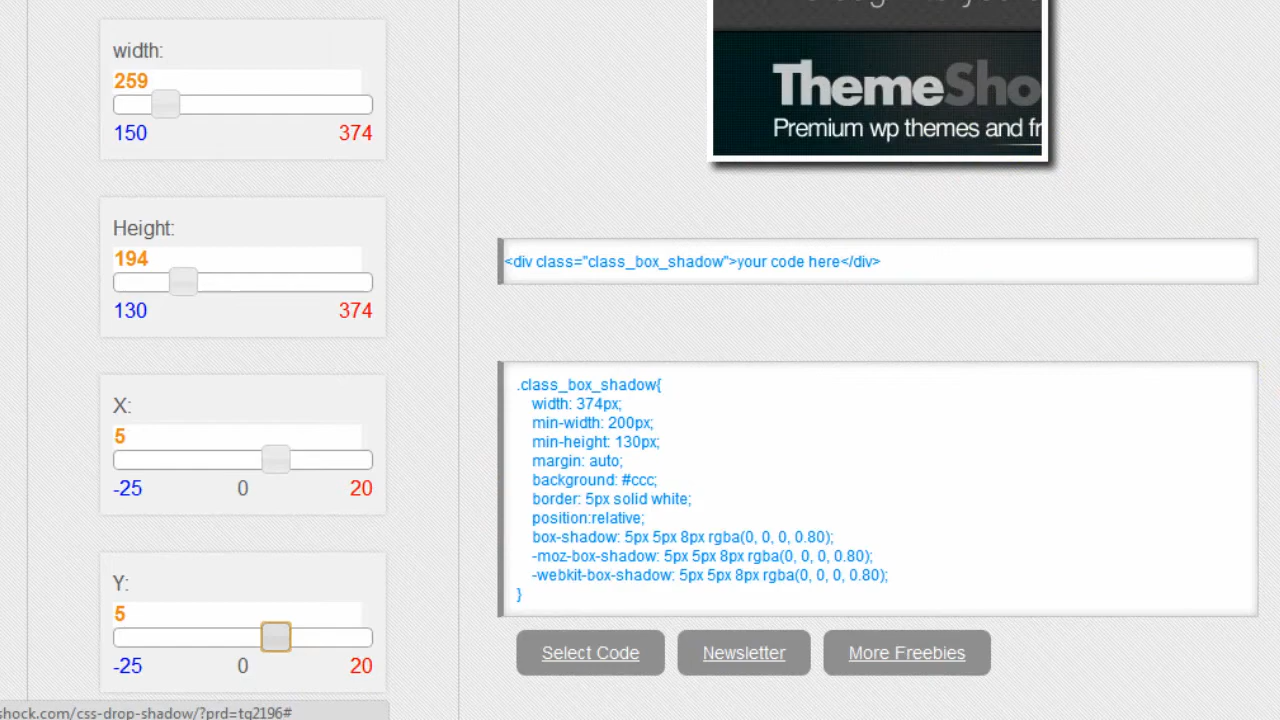 width:
259
150 374
Height:
194
130 374
X:
5
-25 0 20
Y:
5
-25 0 20
shock.com/css-drop-shadow/?prd=tg2196#
ThemeSho
Premium wp themes and fr
<div class="class_box_shadow">your code here</div>
.class_box_shadow{
width: 374px;
min-width: 200px;
min-height: 130px;
margin: auto;
background: #ccc;
border: 5px solid white;
position:relative;
box-shadow: 5px 5px 8px rgba(0, 0, 0, 0.80);
-moz-box-shadow: 5px 5px 8px rgba(0, 0, 0, 0.80);
-webkit-box-shadow: 5px 5px 8px rgba(0, 0, 0, 0.80);
}
Select Code Newsletter More Freebies